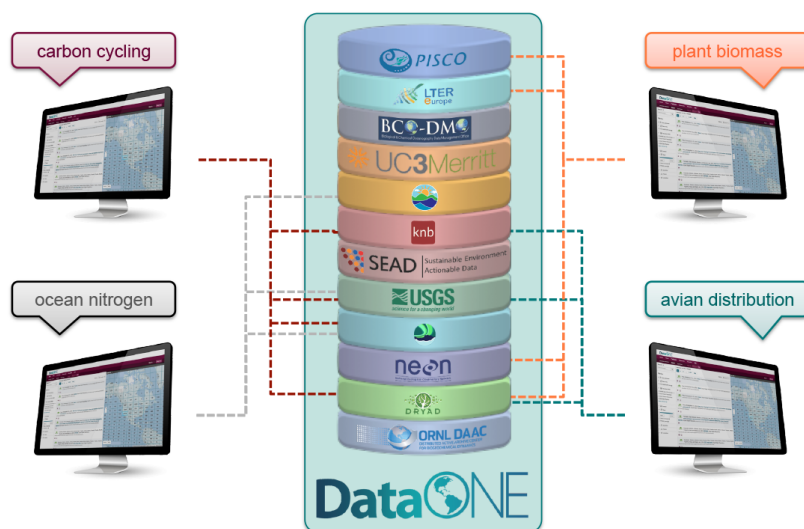 carbon cycling
plant biomass
PISCO
LTER
europe
BCO-DMO
UC3Merritt
knb
SEAD
Sustainable Environment
Actionable Data
ocean nitrogen
USGS
science for a changing world
avian distribution
neon
DRYAD
ORNL DAAC
DataONE